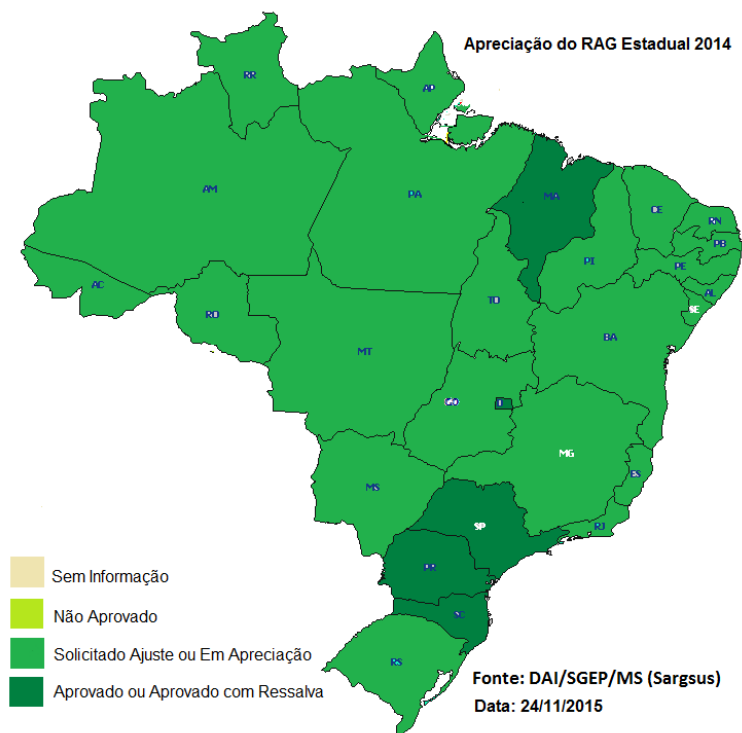 Apreciação do RAG Estadual 2014
RR
AP
AM
PA
MA
CE
RN
PB
PI
PE
AL
AC
SE
TO
RO
BA
MT
GO
MG
MS
ES
SP
RJ
PR
SC
RS
Sem Informação
Não Aprovado
Solicitado Ajuste ou Em Apreciação
Aprovado ou Aprovado com Ressalva
Fonte: DAI/SGEP/MS (Sargsus)
Data: 24/11/2015